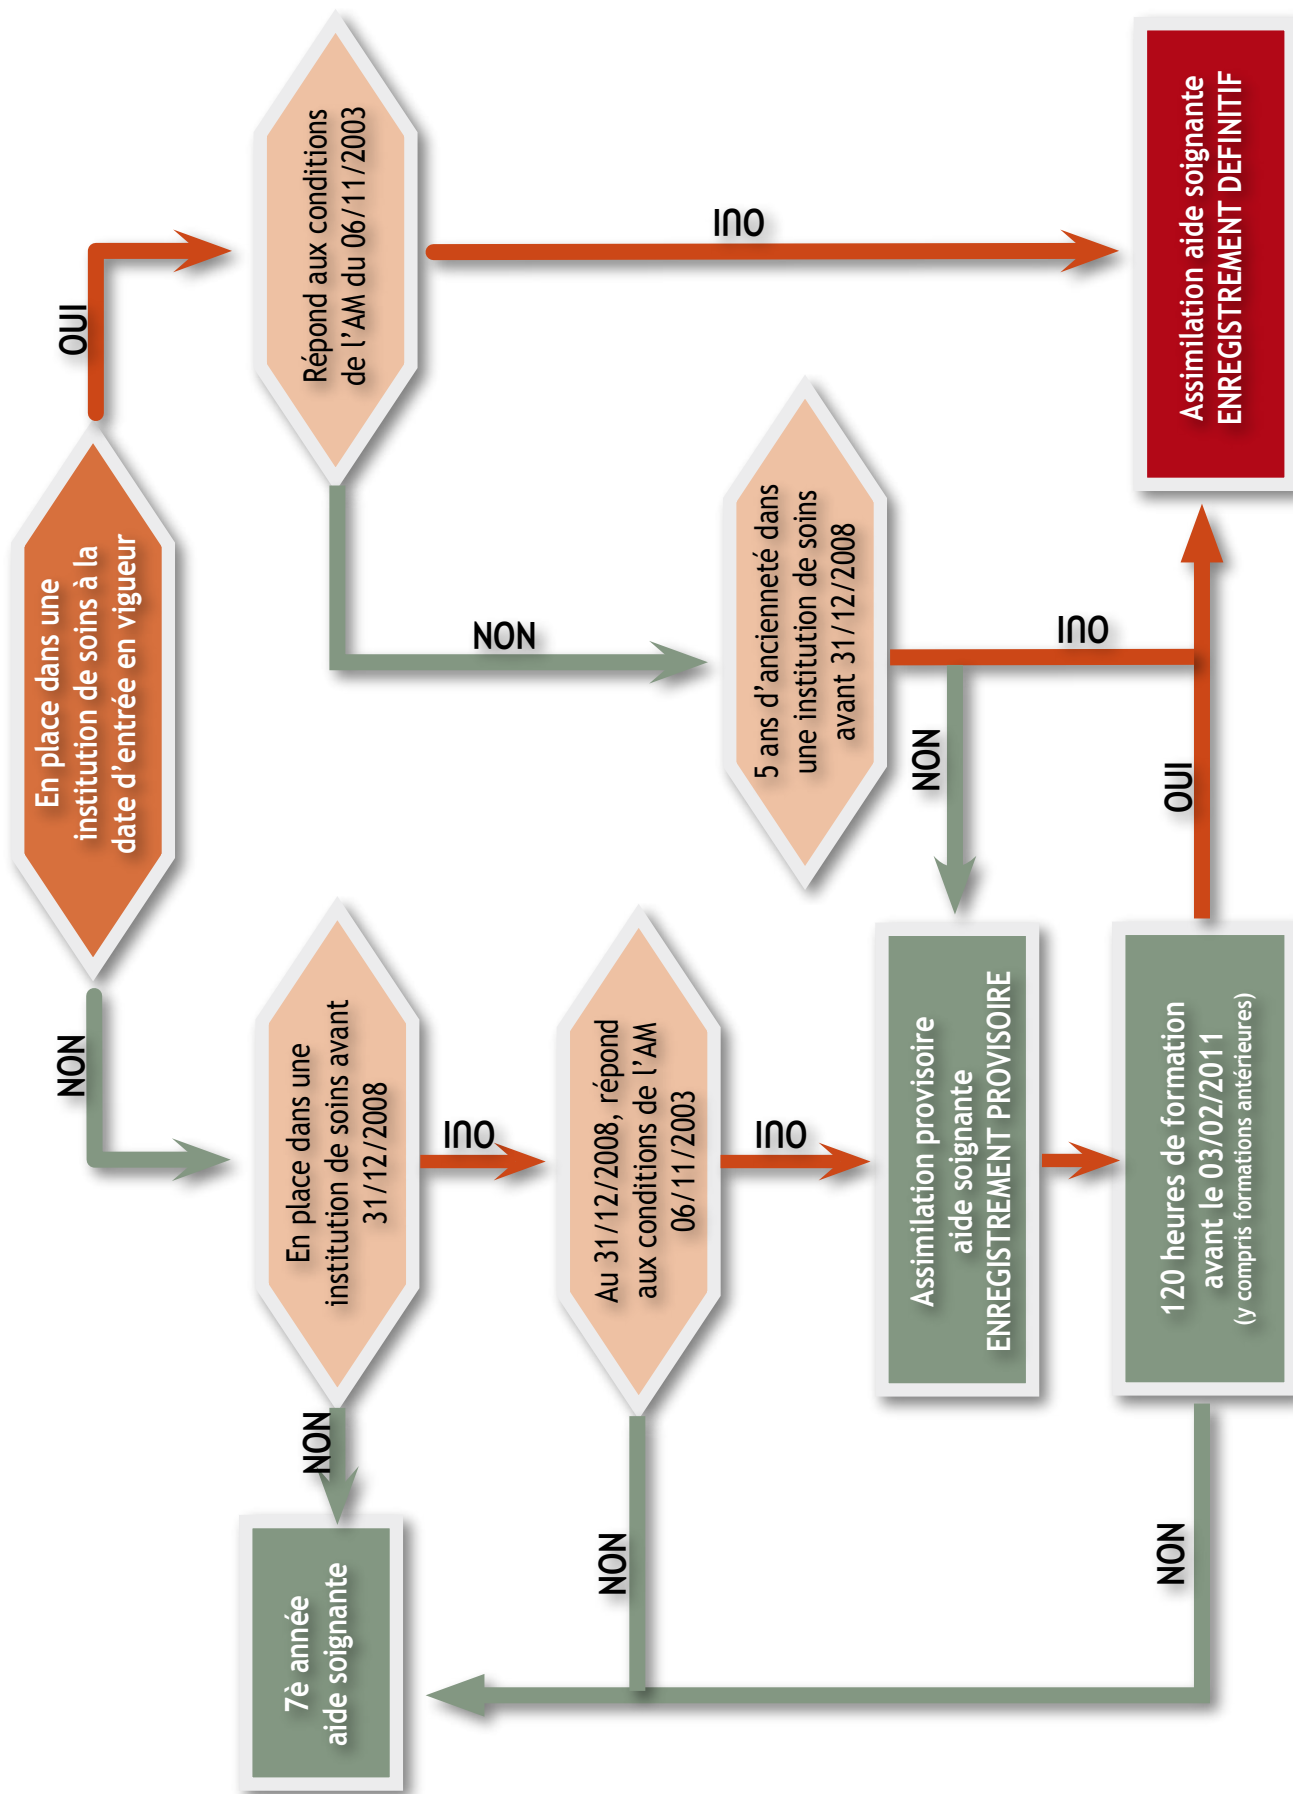 En place dans une
institution de soins à la
date d'entrée en vigueur
NON
OUI
En place dans une
institution de soins avant
31/12/2008
Répond aux conditions
de l'AM du 06/11/2003
NON
OUI
NON
OUI
7è année
aide soignante
Au 31/12/2008, répond
aux conditions de l'AM
06/11/2003
5 ans d'ancienneté dans
une institution de soins
avant 31/12/2008
NON
OUI
NON
OUI
Assimilation provisoire
aide soignante
ENREGISTREMENT PROVISOIRE
120 heures de formation
avant le 03/02/2011
(y compris formations antérieures)
NON
OUI
Assimilation aide soignante
ENREGISTREMENT DEFINITIF